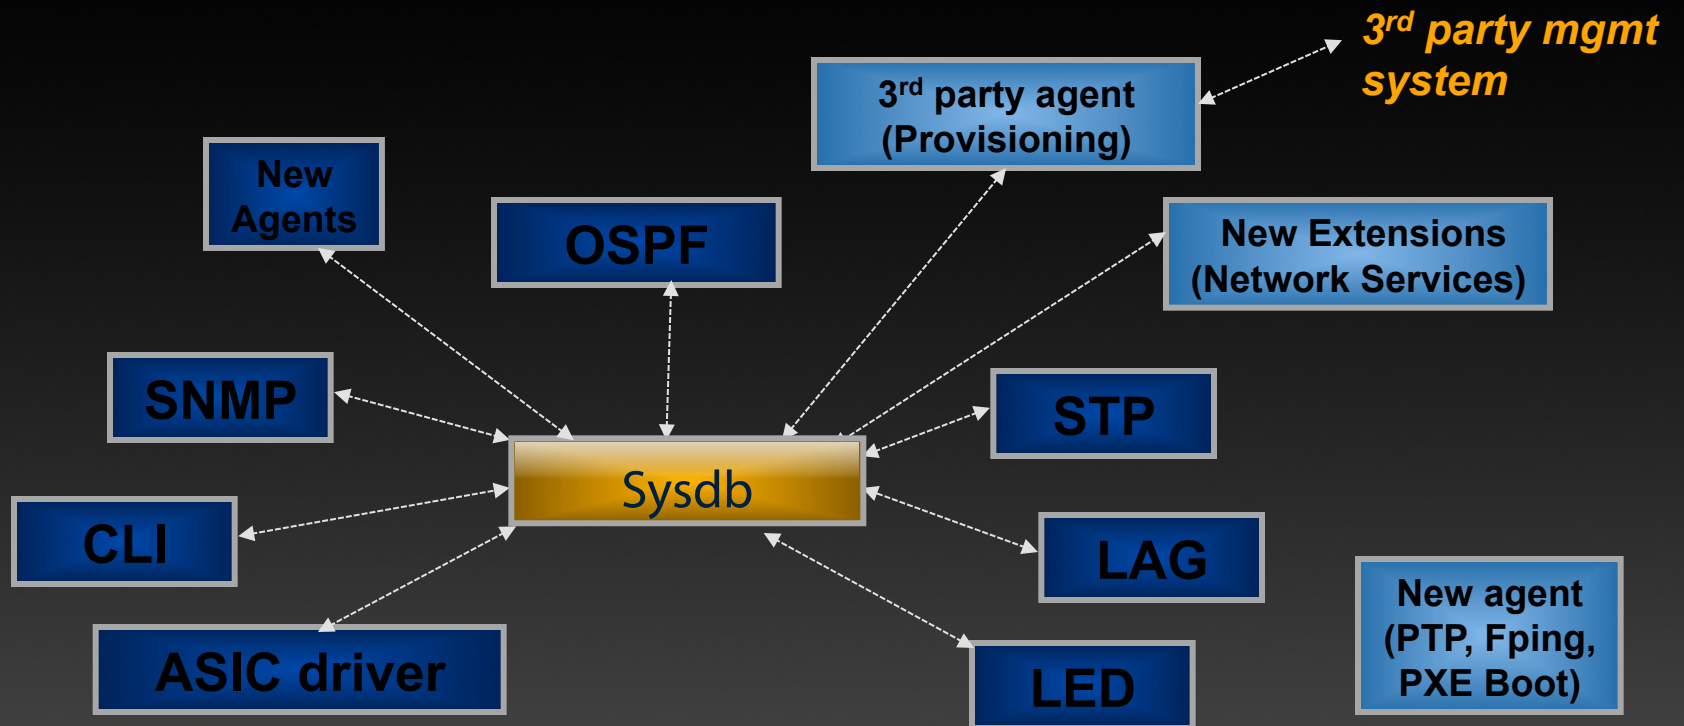 3rd party mgmt
system
3rd party agent
(Provisioning)
New
Agents
OSPF
New Extensions
(Network Services)
SNMP
STP
Sysdb
CLI
LAG
New agent
(PTP, Fping,
PXE Boot)
ASIC driver
LED